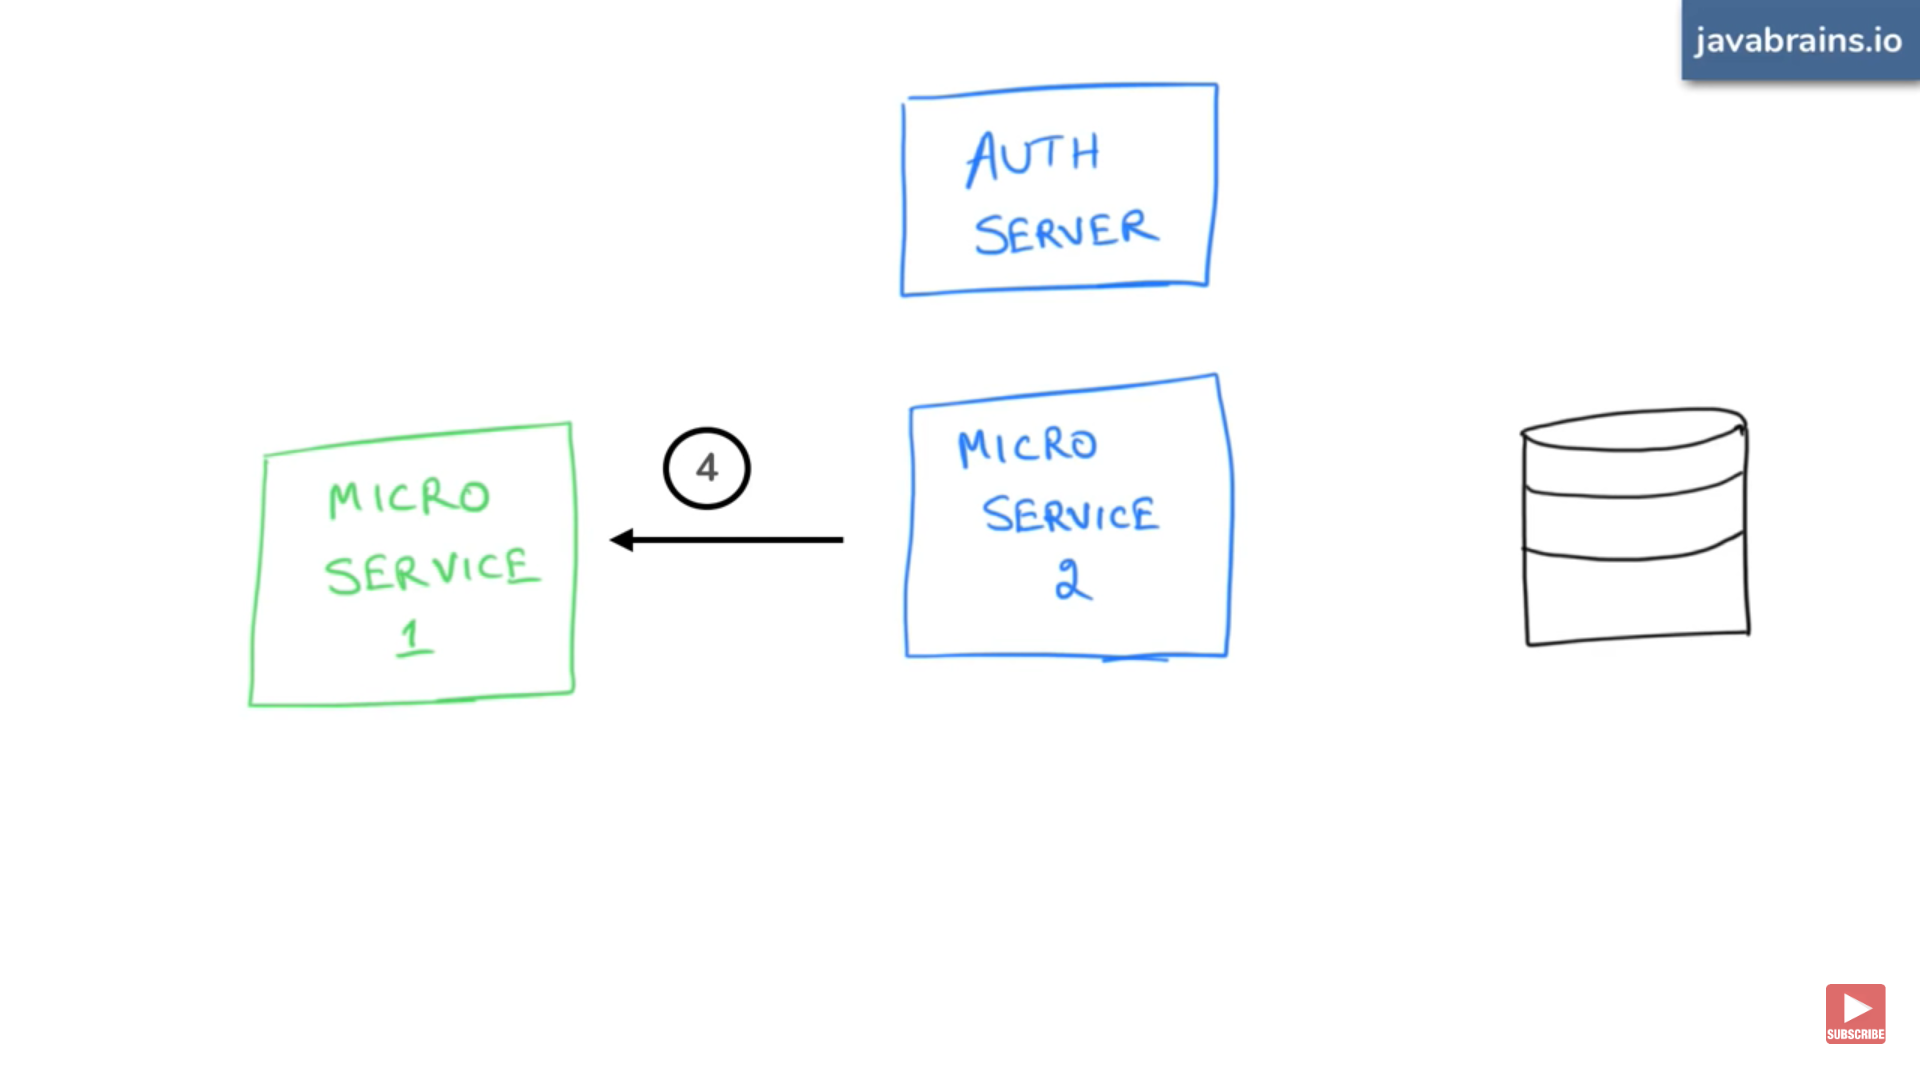 javabrains.io
AUTH
SERVER
MICRO
SERVICE
1
4
MICRO
SERVICE
2
SUBSCRIBE